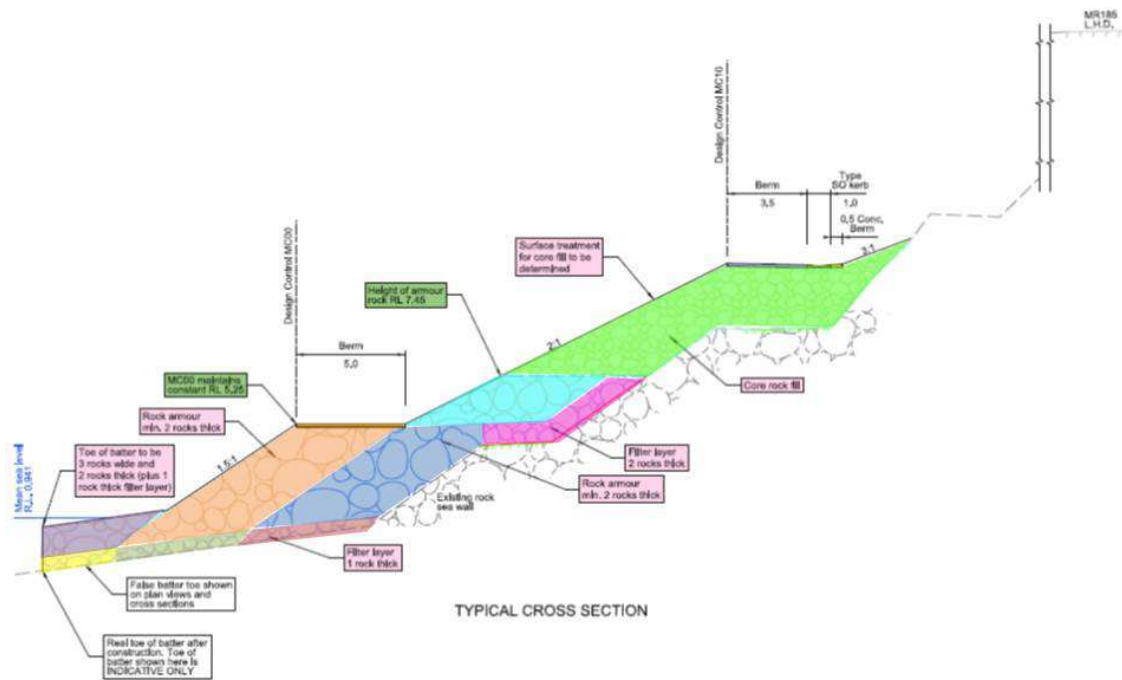 MR185
L.H.D.
Design Control MC10
Berm
3,5
Type
SO kerb
1,0
0,5 Conc.
Berm
3:1
Design Control MC00
Surface treatment
for core fill to be
determined
Height of armour
rock RL 7.45
2:1
Berm
5,0
Core rock fill
MC00 maintains
constant RL 5.25
Rock armour
min. 2 rocks thick
1.5:1
Toe of batter to be
3 rocks wide and
2 rocks thick (plus 1
rock thick filter layer)
Mean sea level
R.L. 0.941
Filter layer
2 rocks thick
Rock armour
min. 2 rocks thick
Existing rock
sea wall
Filter layer
1 rock thick
False batter toe shown
on plan views and
cross sections
TYPICAL CROSS SECTION
Real toe of batter after
construction. Toe of
batter shown here is
INDICATIVE ONLY